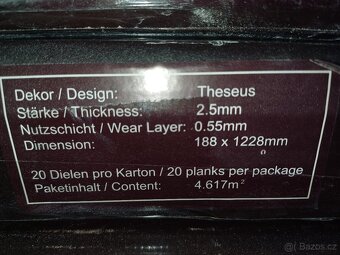 Dekor / Design: Theseus
Stärke / Thickness: 2.5mm
Nutzschicht / Wear Layer: 0.55mm
Dimension: 188 x 1228mm
20 Dielen pro Karton / 20 planks per package
Paketinhalt / Content: 4.617m²
Bazos.cz